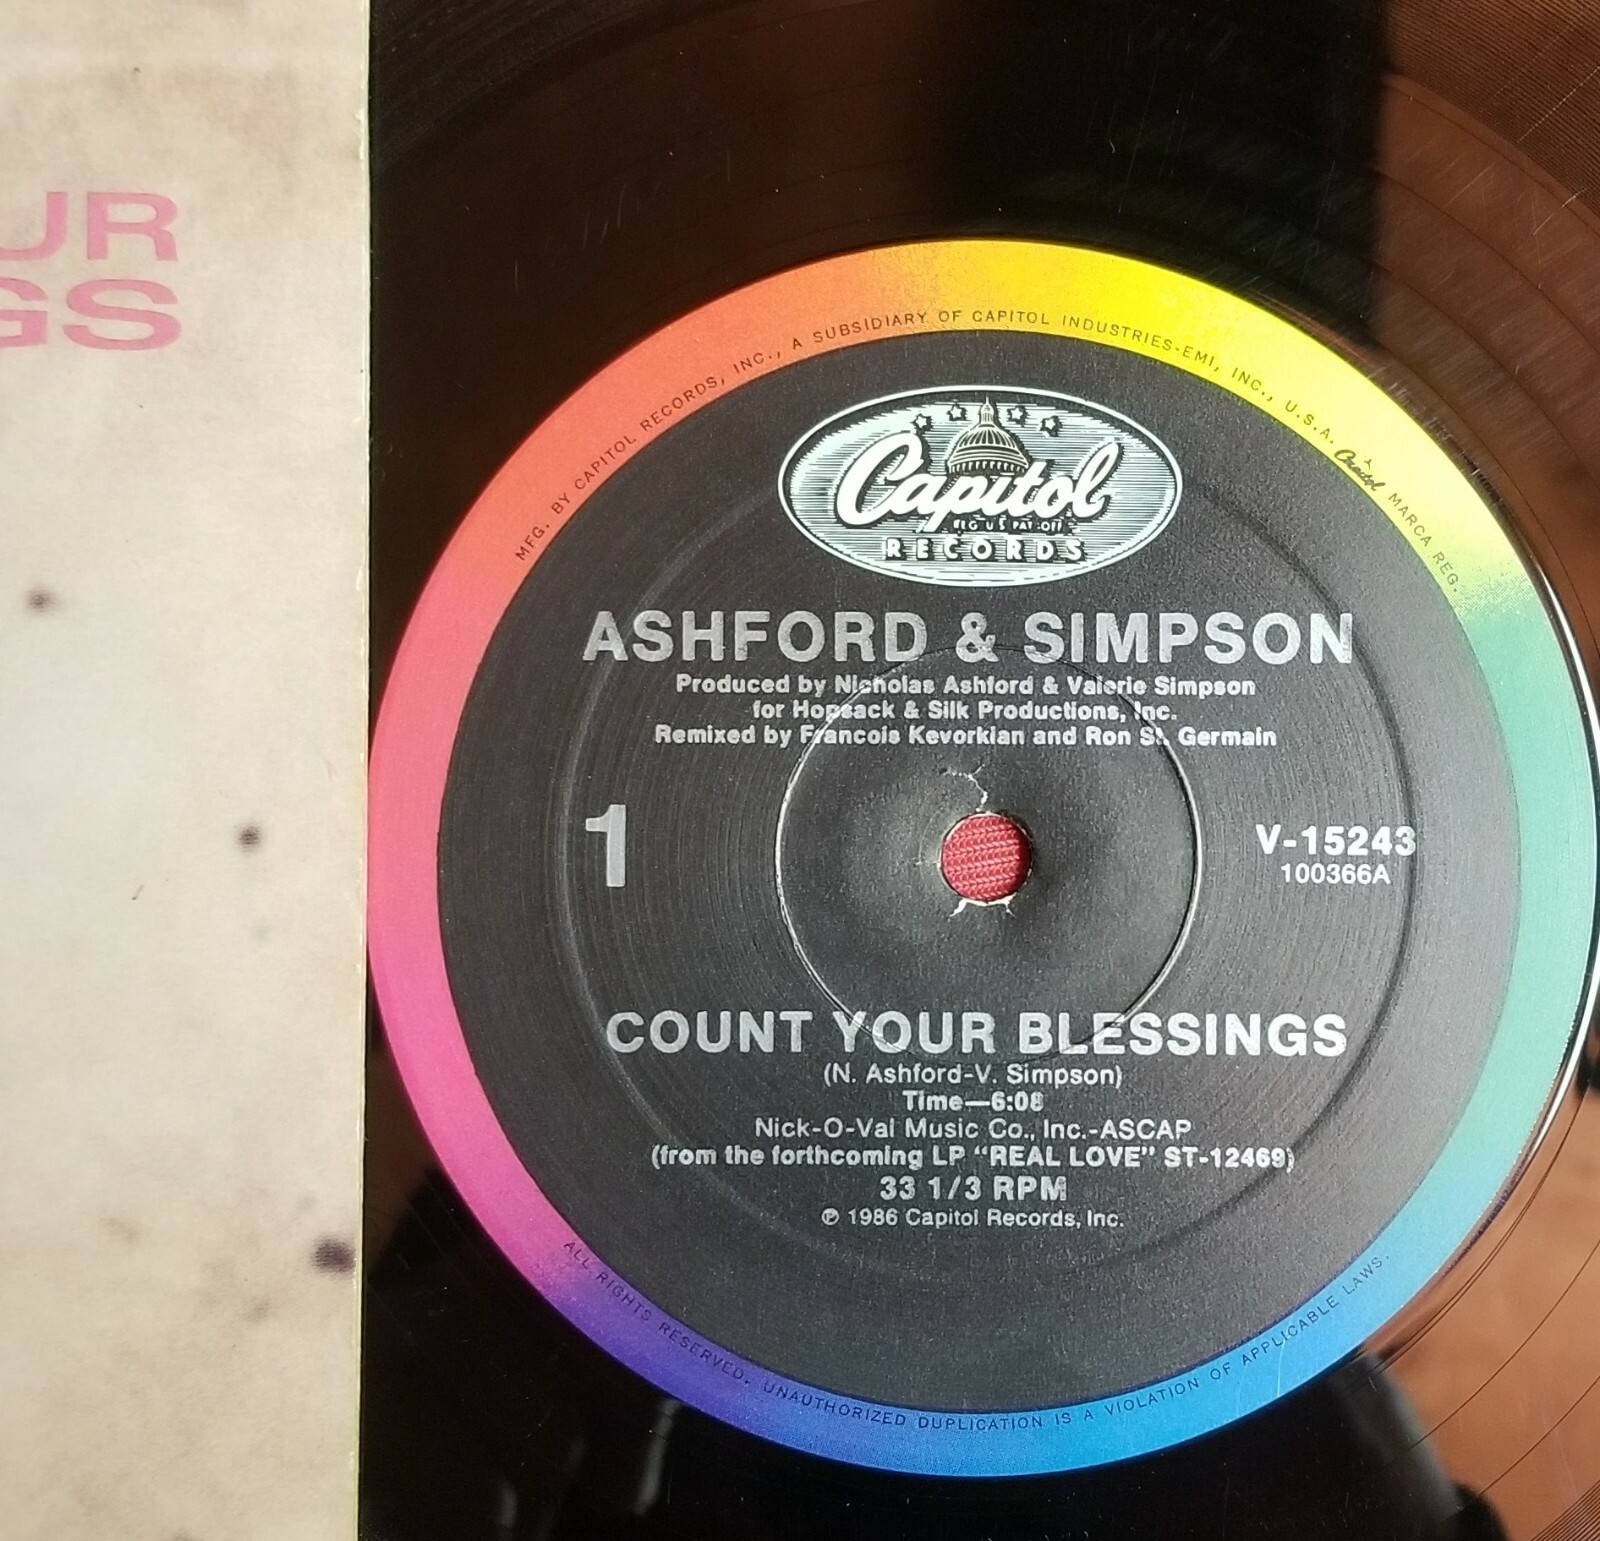 UR
GS
MFG. BY CAPITOL RECORDS, INC., A SUBSIDIARY OF CAPITOL INDUSTRIES-EMI, INC., U.S.A. Capitol MARCA REG.
Capitol
REG U S PAT OFF
RECORDS
ASHFORD & SIMPSON
Produced by Nicholas Ashford & Valerie Simpson
for Hopsack & Silk Productions, Inc.
Remixed by Francois Kevorkian and Ron St. Germain
1
V-15243
100366A
COUNT YOUR BLESSINGS
(N. Ashford-V. Simpson)
Time—6:08
Nick-O-Val Music Co., Inc.-ASCAP
(from the forthcoming LP “REAL LOVE” ST-12469)
33 1/3 RPM
℗ 1986 Capitol Records, Inc.
ALL RIGHTS RESERVED. UNAUTHORIZED DUPLICATION IS A VIOLATION OF APPLICABLE LAWS.